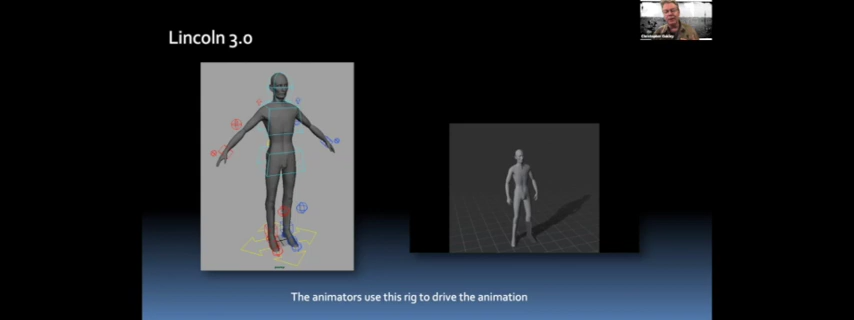 Lincoln 3.0
The animators use this rig to drive the animation